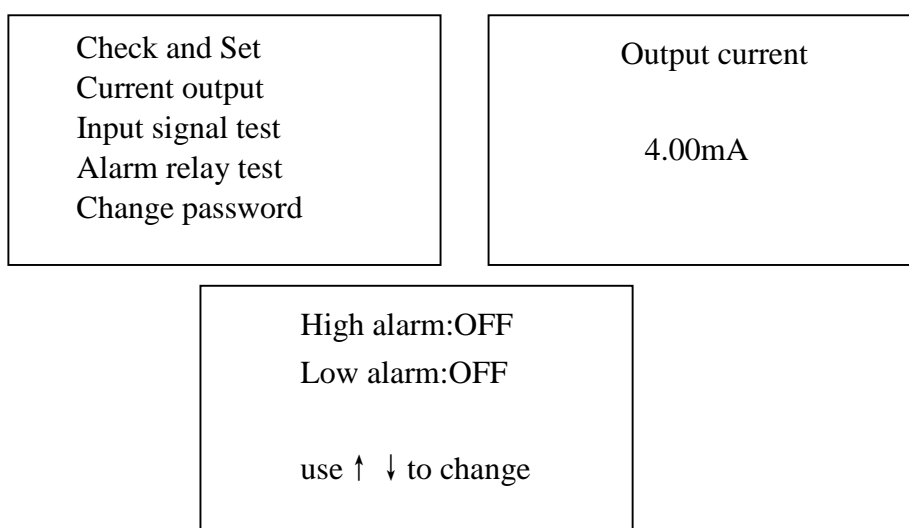 Check and Set
Current output
Input signal test
Alarm relay test
Change password
Output current
4.00mA
High alarm:OFF
Low alarm:OFF
use ↑ ↓ to change